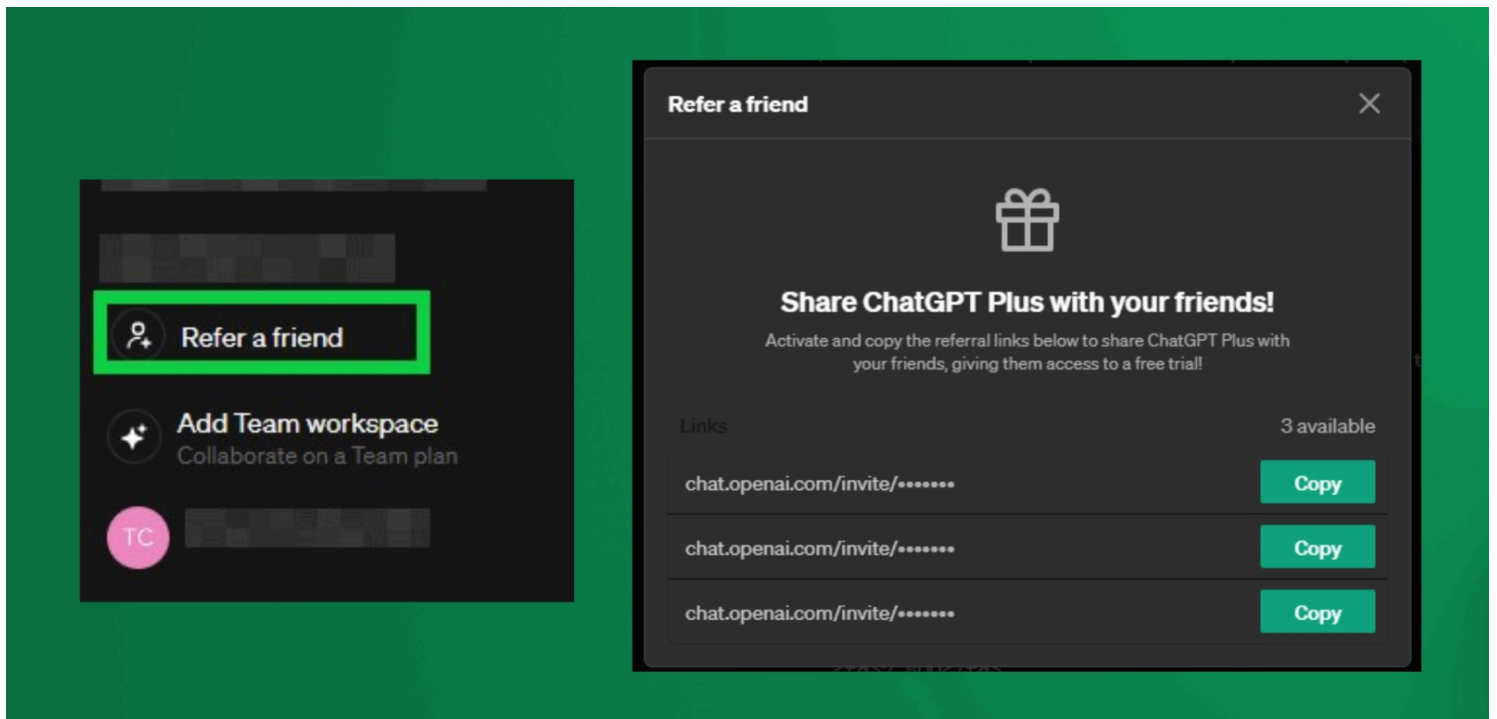 Refer a friend
Add Team workspace
Collaborate on a Team plan
TC
Refer a friend
Share ChatGPT Plus with your friends!
Activate and copy the referral links below to share ChatGPT Plus with
your friends, giving them access to a free trial!
Links 3 available
chat.openai.com/invite/••••••• Copy
chat.openai.com/invite/••••••• Copy
chat.openai.com/invite/••••••• Copy